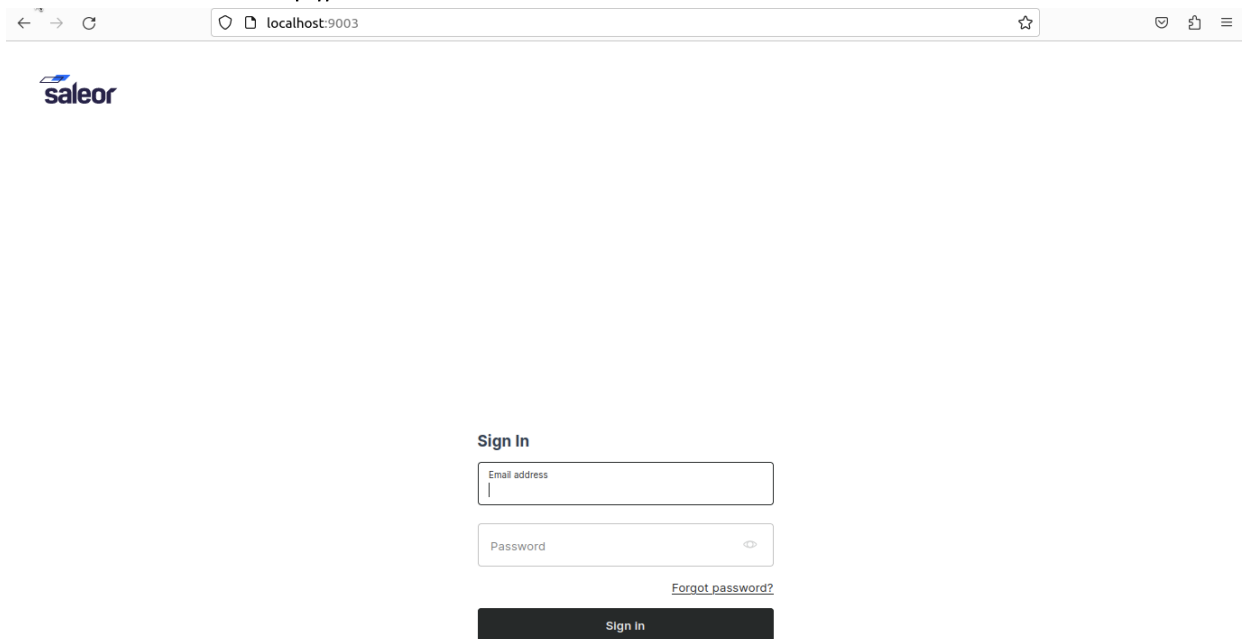 localhost:9003
saleor
Sign In
Email address
Password
Forgot password?
Sign in